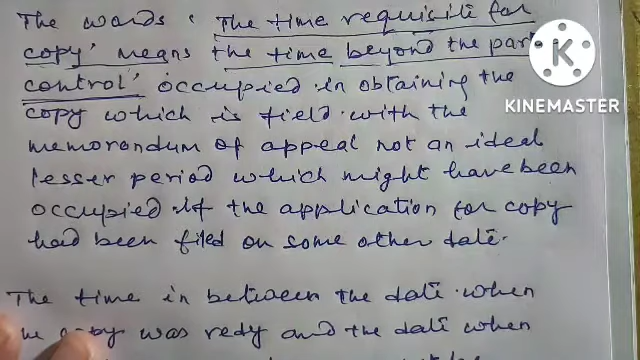 The words 'The time requisite for
copy' means the time beyond the part
control' occupied in obtaining the
copy which is field with the
memorandum of appeal not an ideal
lesser period which might have been
occupied if the application for copy
had been filed on some other date.
The time in between the date when
copy was redy and the date when
K
KINEMASTER